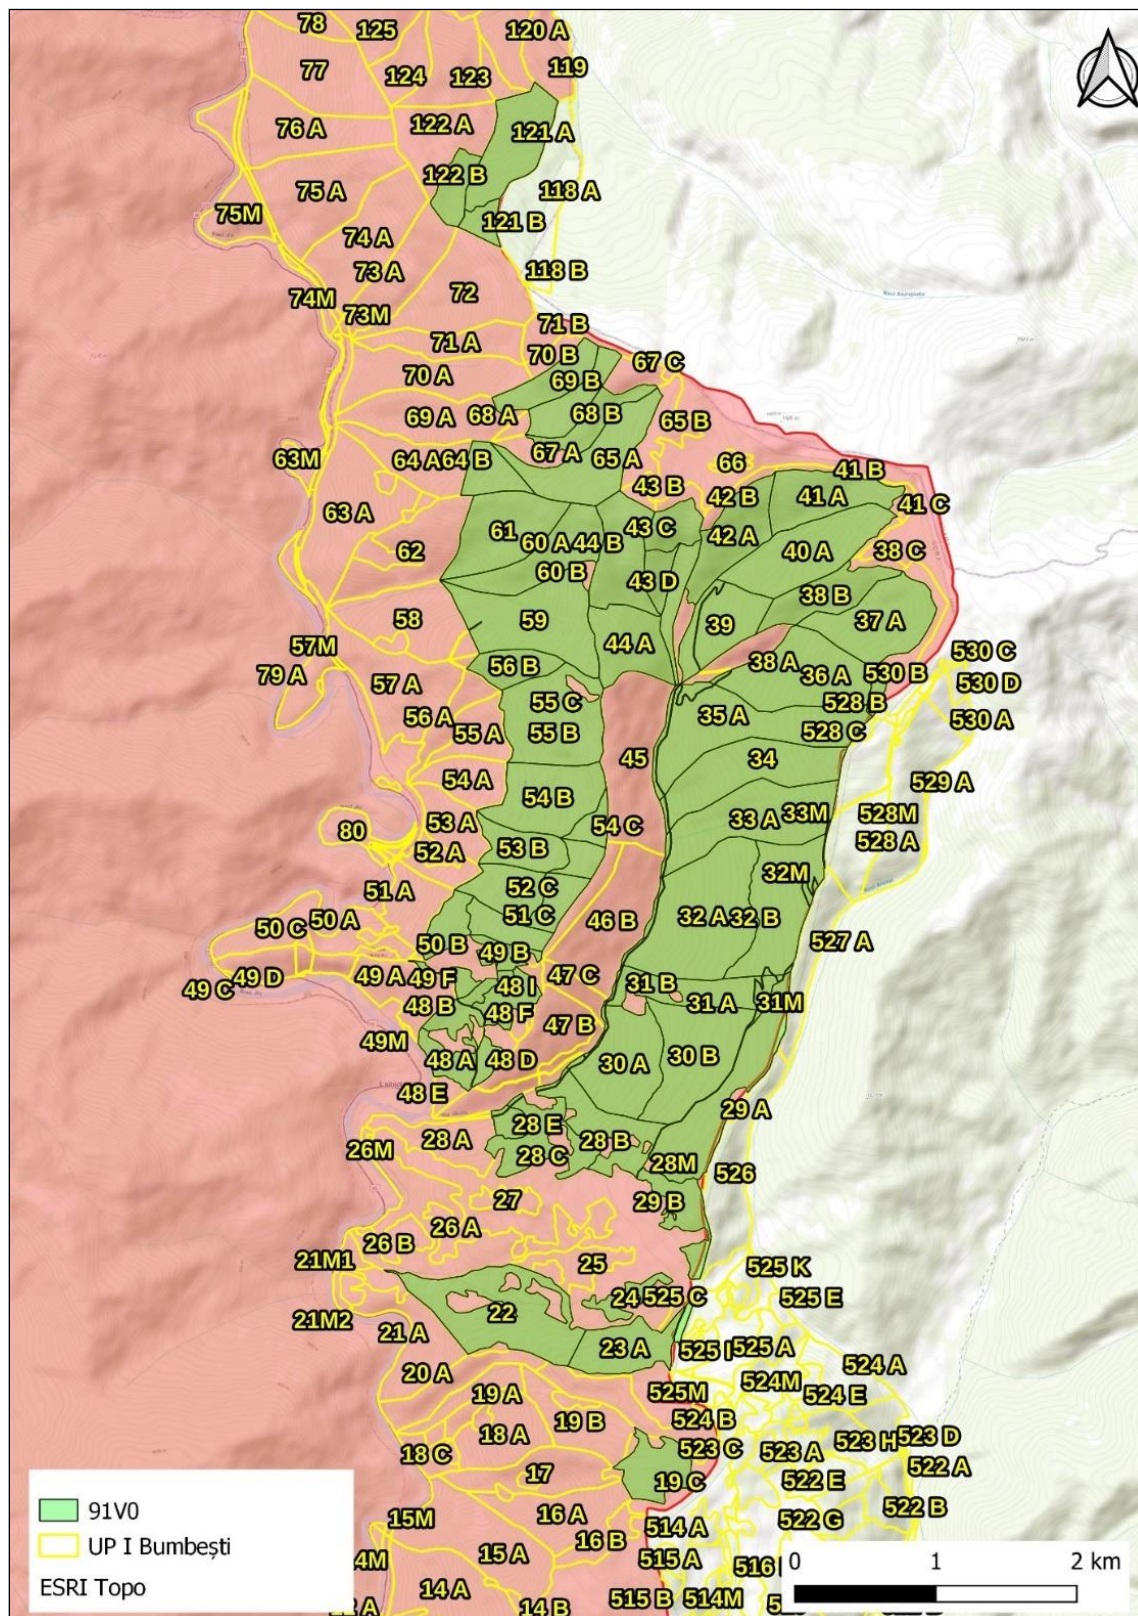 78 125 120 A
77 124 123 119
76 A 122 A 121 A
75 A 122 B 118 A
75M 74 A 121 B
73 A 118 B
74M 73M 72
71 A 71 B
70 A 70 B 67 C
69 B
69 A 68 A 68 B 65 B
63M 64 A 64 B 67 A 65 A 66 41 B
43 B 42 B 41 A 41 C
63 A 61 43 C 42 A
62 60 A 44 B 40 A 38 C
60 B 43 D 38 B
58 59 39 37 A
57M 44 A 530 C
79 A 57 A 56 B 38 A 36 A 530 B 530 D
55 C 528 B
56 A 55 A 55 B 35 A 528 C 530 A
54 A 45 34 529 A
54 B
80 53 A 54 C 33 A 33M 528M
52 A 53 B 528 A
51 A 52 C 32M
50 C 50 A 51 C 46 B 32 A 32 B
50 B 49 B 527 A
49 C 49 D 49 A 49 F 48 I 47 C 31 B
48 B 48 F 31 A 31M
49M 47 B
48 A 48 D 30 A 30 B
48 E
28 E 29 A
26M 28 A 28 C 28 B
28M 526
27 29 B
26 B 26 A
21M1 25 525 K
24 525 C 525 E
21M2 21 A 22
23 A 525 I 525 A
20 A 524 A
19 A 525M 524M 524 E
18 A 19 B 524 B
18 C 523 C 523 A 523 H 523 D
17 19 C 522 E 522 A
15M 16 A 522 G 522 B
16 B 514 A
15 A 515 A
14 A 14 B 515 B 514M
91V0
UP I Bumbești
ESRI Topo
0 1 2 km